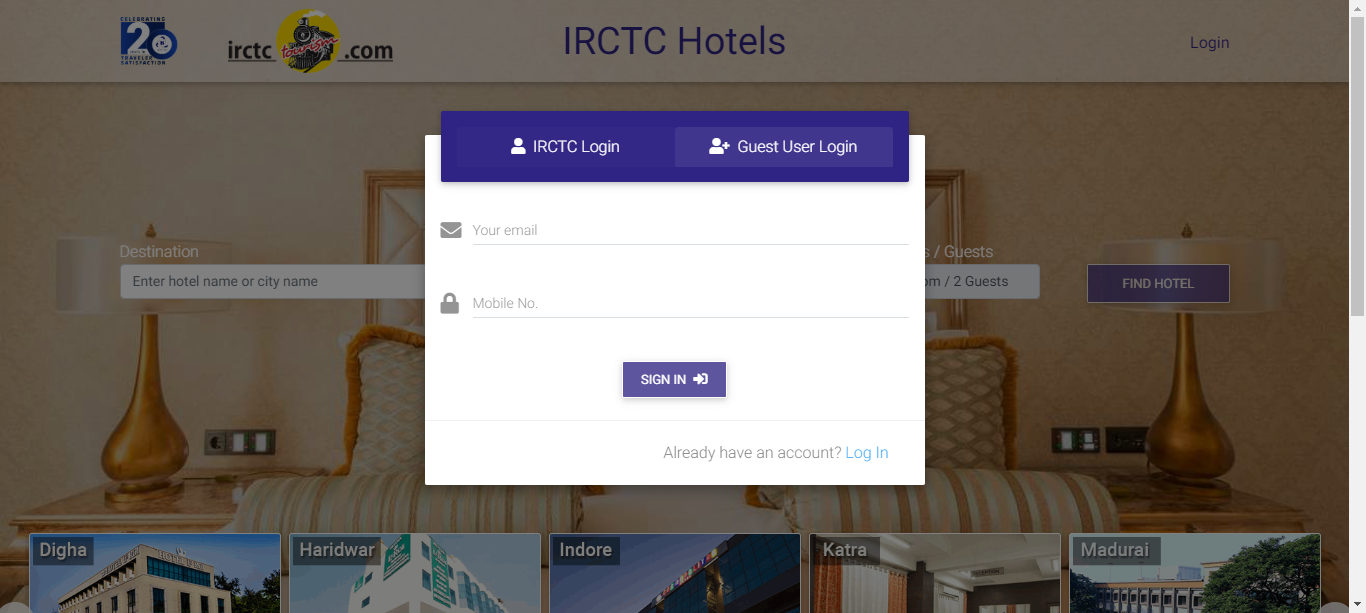 CELEBRATING
20
TRAVELER
SATISFACTION
irctc tourism .com
IRCTC Hotels
Login
IRCTC Login
Guest User Login
Your email
Destination
s / Guests
Enter hotel name or city name
om / 2 Guests
FIND HOTEL
Mobile No.
SIGN IN
Already have an account? Log In
Digha
Haridwar
Indore
Katra
Madurai